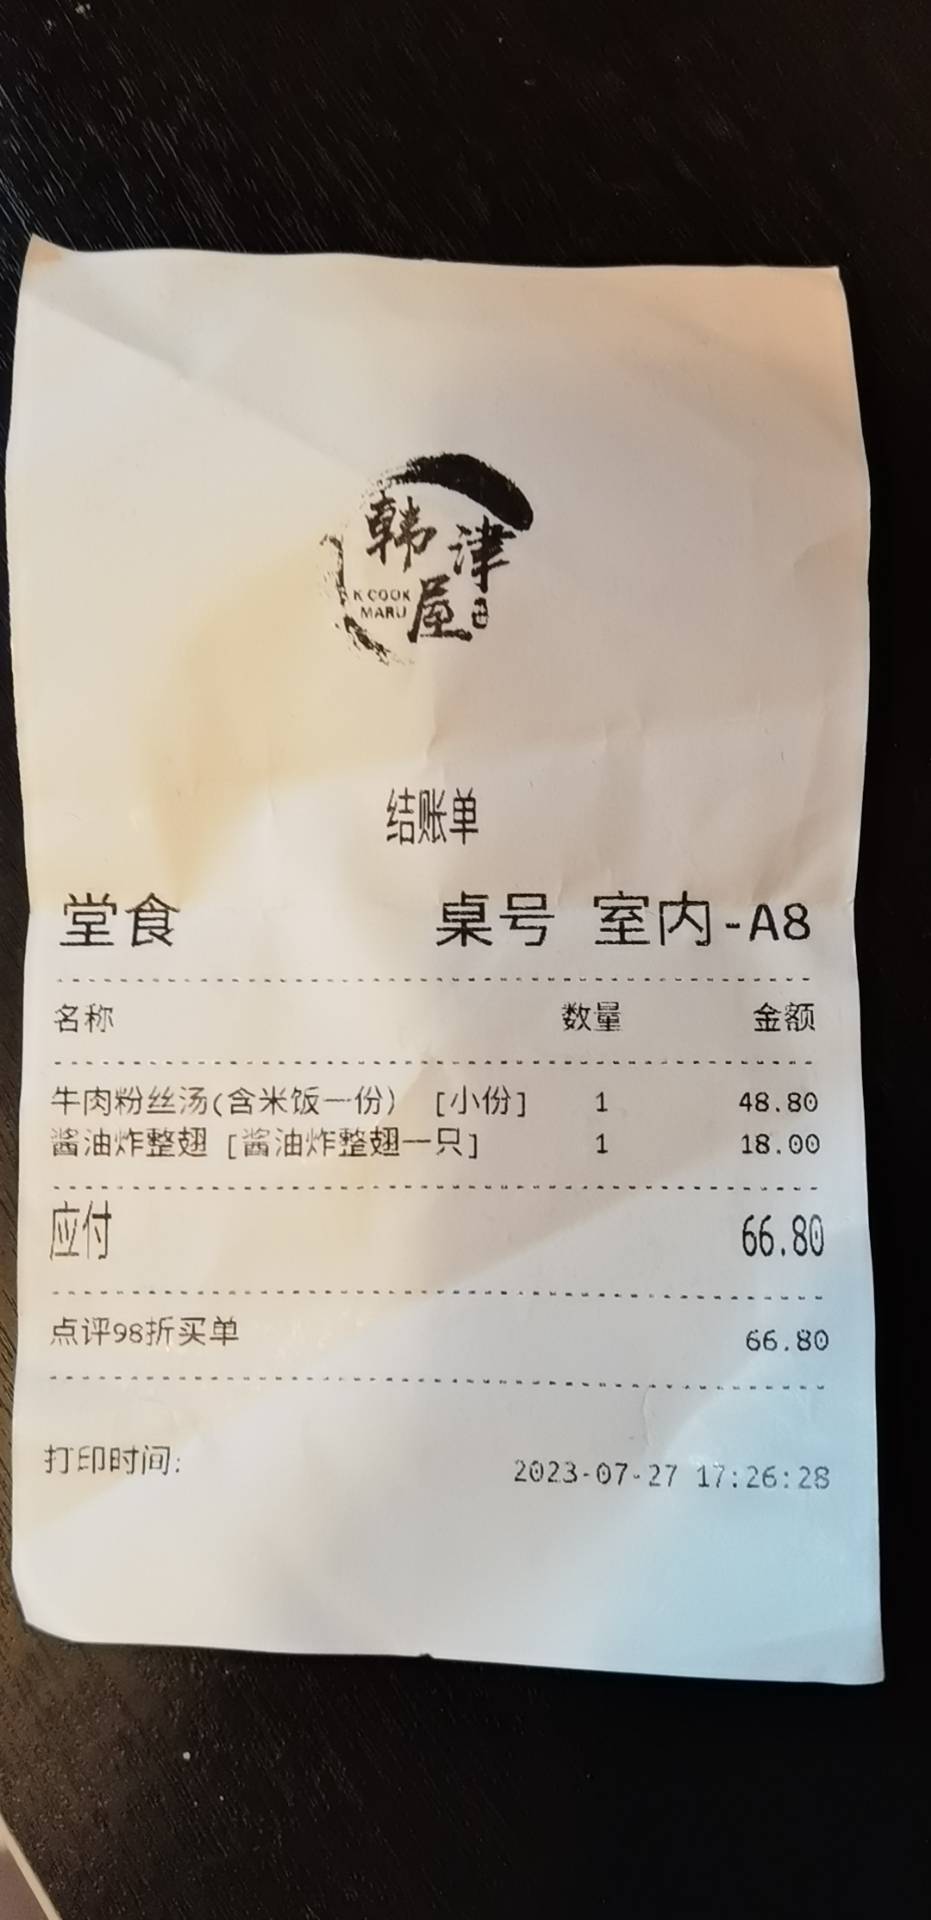 韩津
K COOK
MARU
屋
结账单
堂食 桌号 室内-A8
名称 数量 金额
牛肉粉丝汤(含米饭一份) [小份] 1 48.80
酱油炸整翅 [酱油炸整翅一只] 1 18.00
应付 66.80
点评98折买单 66.80
打印时间: 2023-07-27 17:26:28